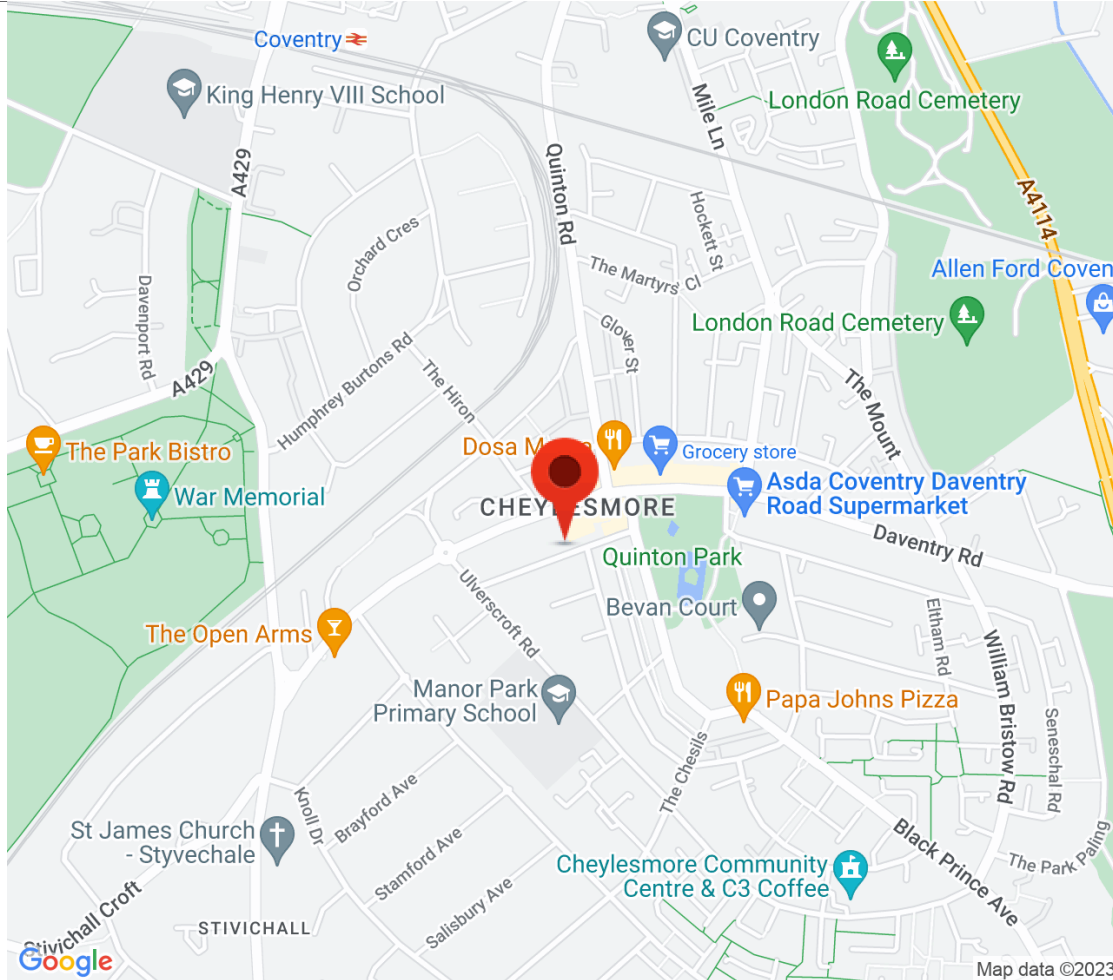 Coventry
CU Coventry
King Henry VIII School
London Road Cemetery
Mile Ln
A429
Quinton Rd
A4114
Hockett St
Orchard Cres
The Martyrs' Cl
Allen Ford Coven
Davenport Rd
London Road Cemetery
Glover St
Humphrey Burtons Rd
A429
The Hiron
The Mount
Dosa
Grocery store
The Park Bistro
War Memorial
Asda Coventry Daventry
Road Supermarket
CHEYLESMORE
Daventry Rd
Quinton Park
Ulverscroft Rd
Bevan Court
Eltham Rd
The Open Arms
William Bristow Rd
Manor Park
Primary School
Papa Johns Pizza
Seneschal Rd
The Chesils
Knoll Dr
Brayford Ave
St James Church
- Styvechale
Black Prince Ave
The Park Paling
Stamford Ave
Cheylesmore Community
Centre & C3 Coffee
Salisbury Ave
Stivichall Croft
STIVICHALL
Google
Map data ©2023